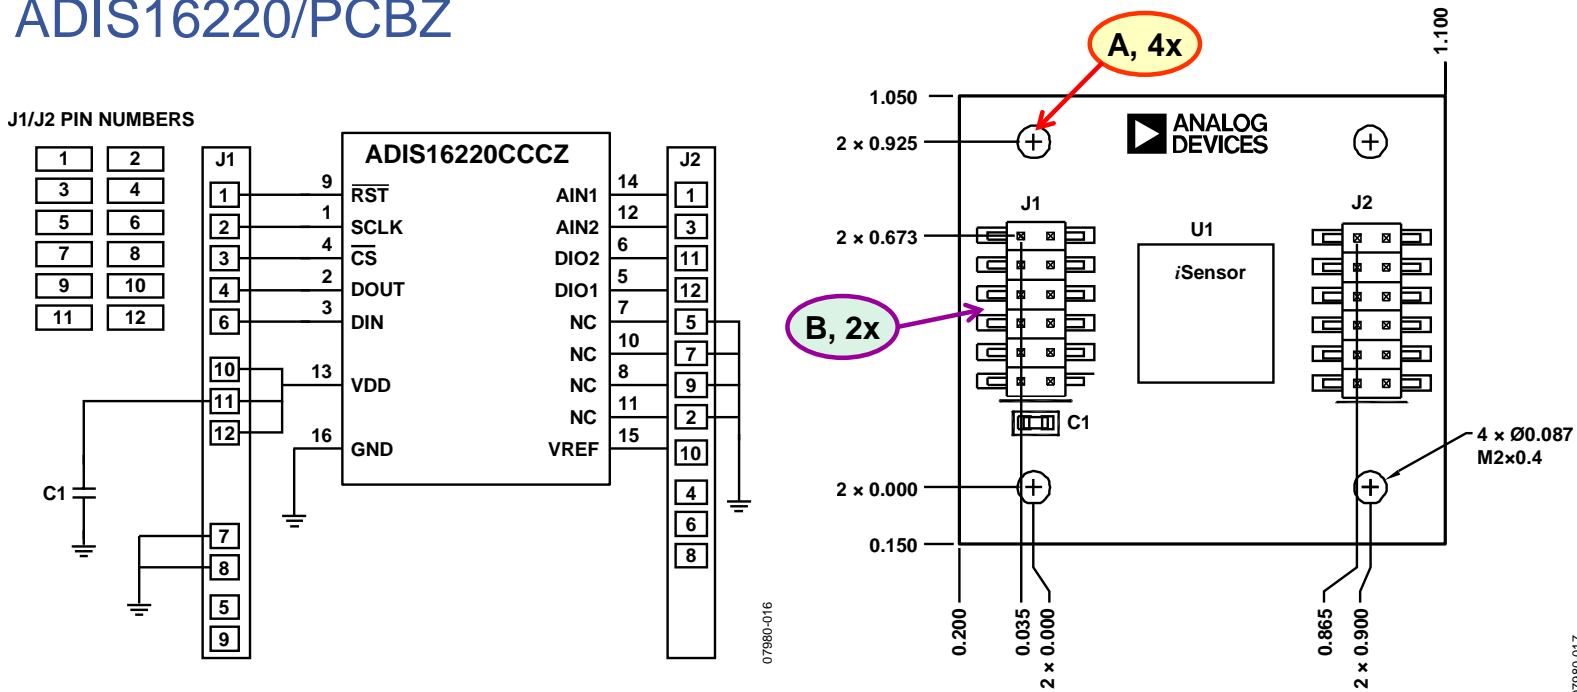 ADIS16220/PCBZ
J1/J2 PIN NUMBERS
1 2
3 4
5 6
7 8
9 10
11 12
J1
1
2
3
4
6
10
11
12
7
8
5
9
C1
ADIS16220CCCZ
9 RST
1 SCLK
4 CS
2 DOUT
3 DIN
13 VDD
16 GND
AIN1 14
AIN2 12
DIO2 6
DIO1 5
NC 7
NC 10
NC 8
NC 11
VREF 15
J2
1
3
11
12
5
7
9
2
10
4
6
8
07980-016
A, 4x
B, 2x
1.100
1.050
2 × 0.925
2 × 0.673
2 × 0.000
0.150
ANALOG
DEVICES
J1
U1
J2
iSensor
C1
4 × Ø0.087
M2×0.4
0.200
0.035
2 × 0.000
0.865
2 × 0.900